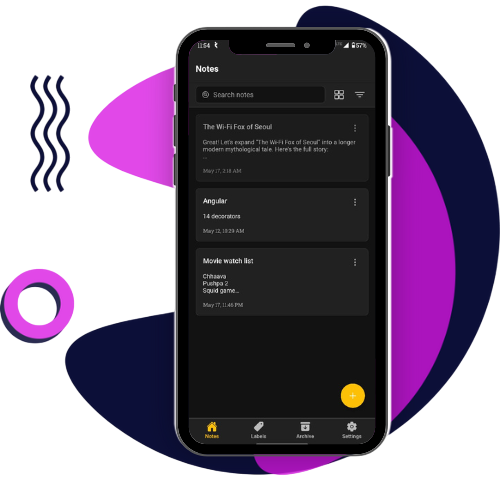 11:54 57%
Notes
Search notes
The Wi-Fi Fox of Seoul
Great! Let's expand "The Wi-Fi Fox of Seoul" into a longer
modern mythological tale. Here's the full story:
...
May 17, 2:18 AM
Angular
14 decorators
May 12, 10:59 AM
Movie watch list
Chhaava
Pushpa 2
Squid game...
May 17, 11:46 PM
+
Notes Labels Archive Settings